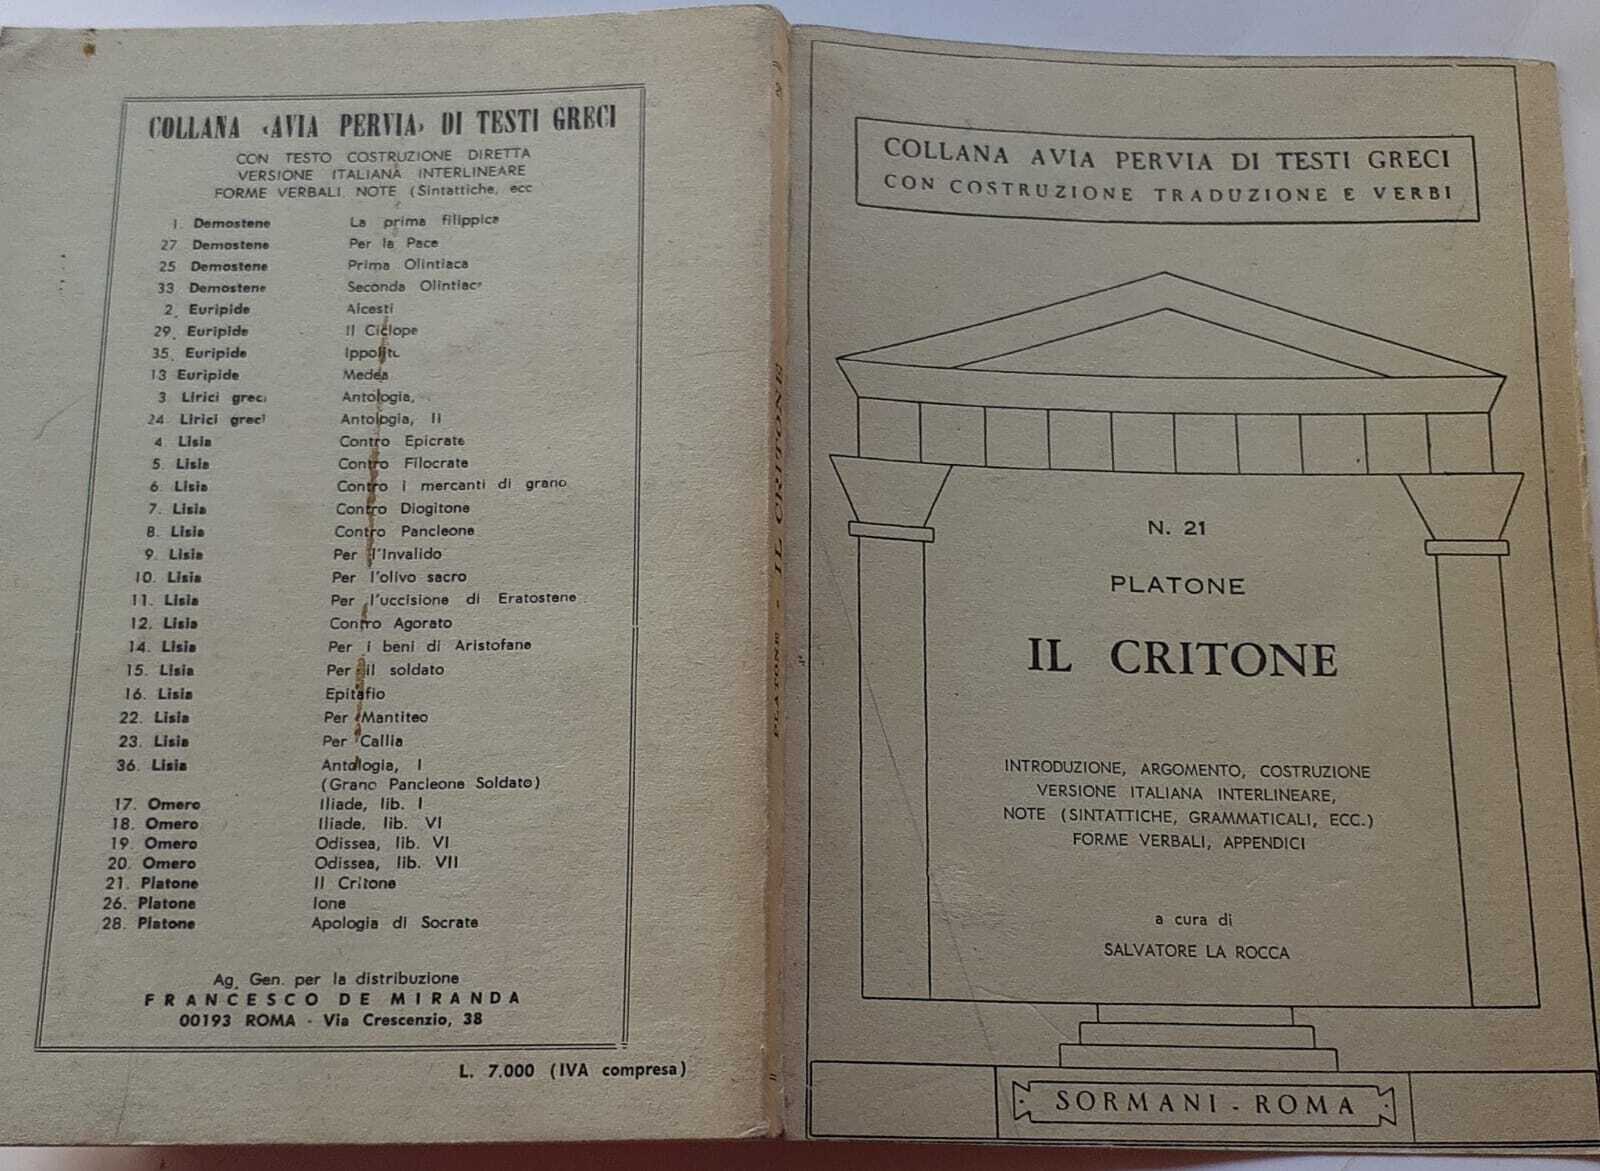 COLLANA «AVIA PERVIA» DI TESTI GRECI
CON TESTO COSTRUZIONE DIRETTA
VERSIONE ITALIANA INTERLINEARE
FORME VERBALI, NOTE (Sintattiche, ecc
1. Demostene La prima filippica
27 Demostene Per la Pace
25 Demostene Prima Olintiaca
33 Demostene Seconda Olintiaca
2. Euripide Alcesti
29. Euripide Il Ciclope
35. Euripide Ippolito
13 Euripide Medea
3 Lirici greci Antologia,
24 Lirici greci Antologia, II
4 Lisia Contro Epicrate
5. Lisia Contro Filocrate
6. Lisia Contro i mercanti di grano
7. Lisia Contro Diogitone
8. Lisia Contro Pancleone
9. Lisia Per l'Invalido
10. Lisia Per l'olivo sacro
11. Lisia Per l'uccisione di Eratostene
12. Lisia Contro Agorato
14. Lisia Per i beni di Aristofane
15. Lisia Per il soldato
16. Lisia Epitafio
22. Lisia Per Mantiteo
23. Lisia Per Callia
36. Lisia Antologia, I
(Grano Pancleone Soldato)
17. Omero Iliade, lib. I
18. Omero Iliade, lib. VI
19. Omero Odissea, lib. VI
20. Omero Odissea, lib. VII
21. Platone Il Critone
26. Platone Ione
28. Platone Apologia di Socrate
Ag. Gen. per la distribuzione
FRANCESCO DE MIRANDA
00193 ROMA - Via Crescenzio, 38
L. 7.000 (IVA compresa)
PLATONE - IL CRITONE
COLLANA AVIA PERVIA DI TESTI GRECI
CON COSTRUZIONE TRADUZIONE E VERBI
N. 21
PLATONE
IL CRITONE
INTRODUZIONE, ARGOMENTO, COSTRUZIONE
VERSIONE ITALIANA INTERLINEARE,
NOTE (SINTATTICHE, GRAMMATICALI, ECC.)
FORME VERBALI, APPENDICI
a cura di
SALVATORE LA ROCCA
SORMANI - ROMA